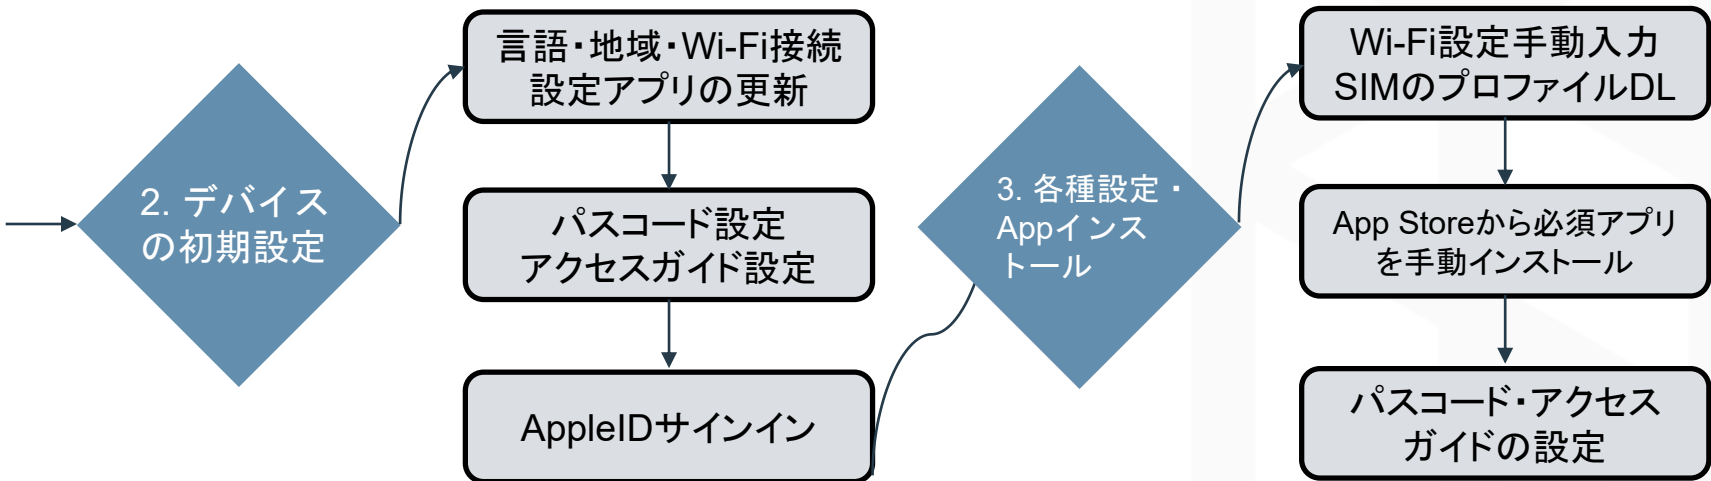 2. デバイス
の初期設定
言語・地域・Wi-Fi接続
設定アプリの更新
パスコード設定
アクセスガイド設定
AppleIDサインイン
3. 各種設定・
Appインス
トール
Wi-Fi設定手動入力
SIMのプロファイルDL
App Storeから必須アプリ
を手動インストール
パスコード・アクセス
ガイドの設定